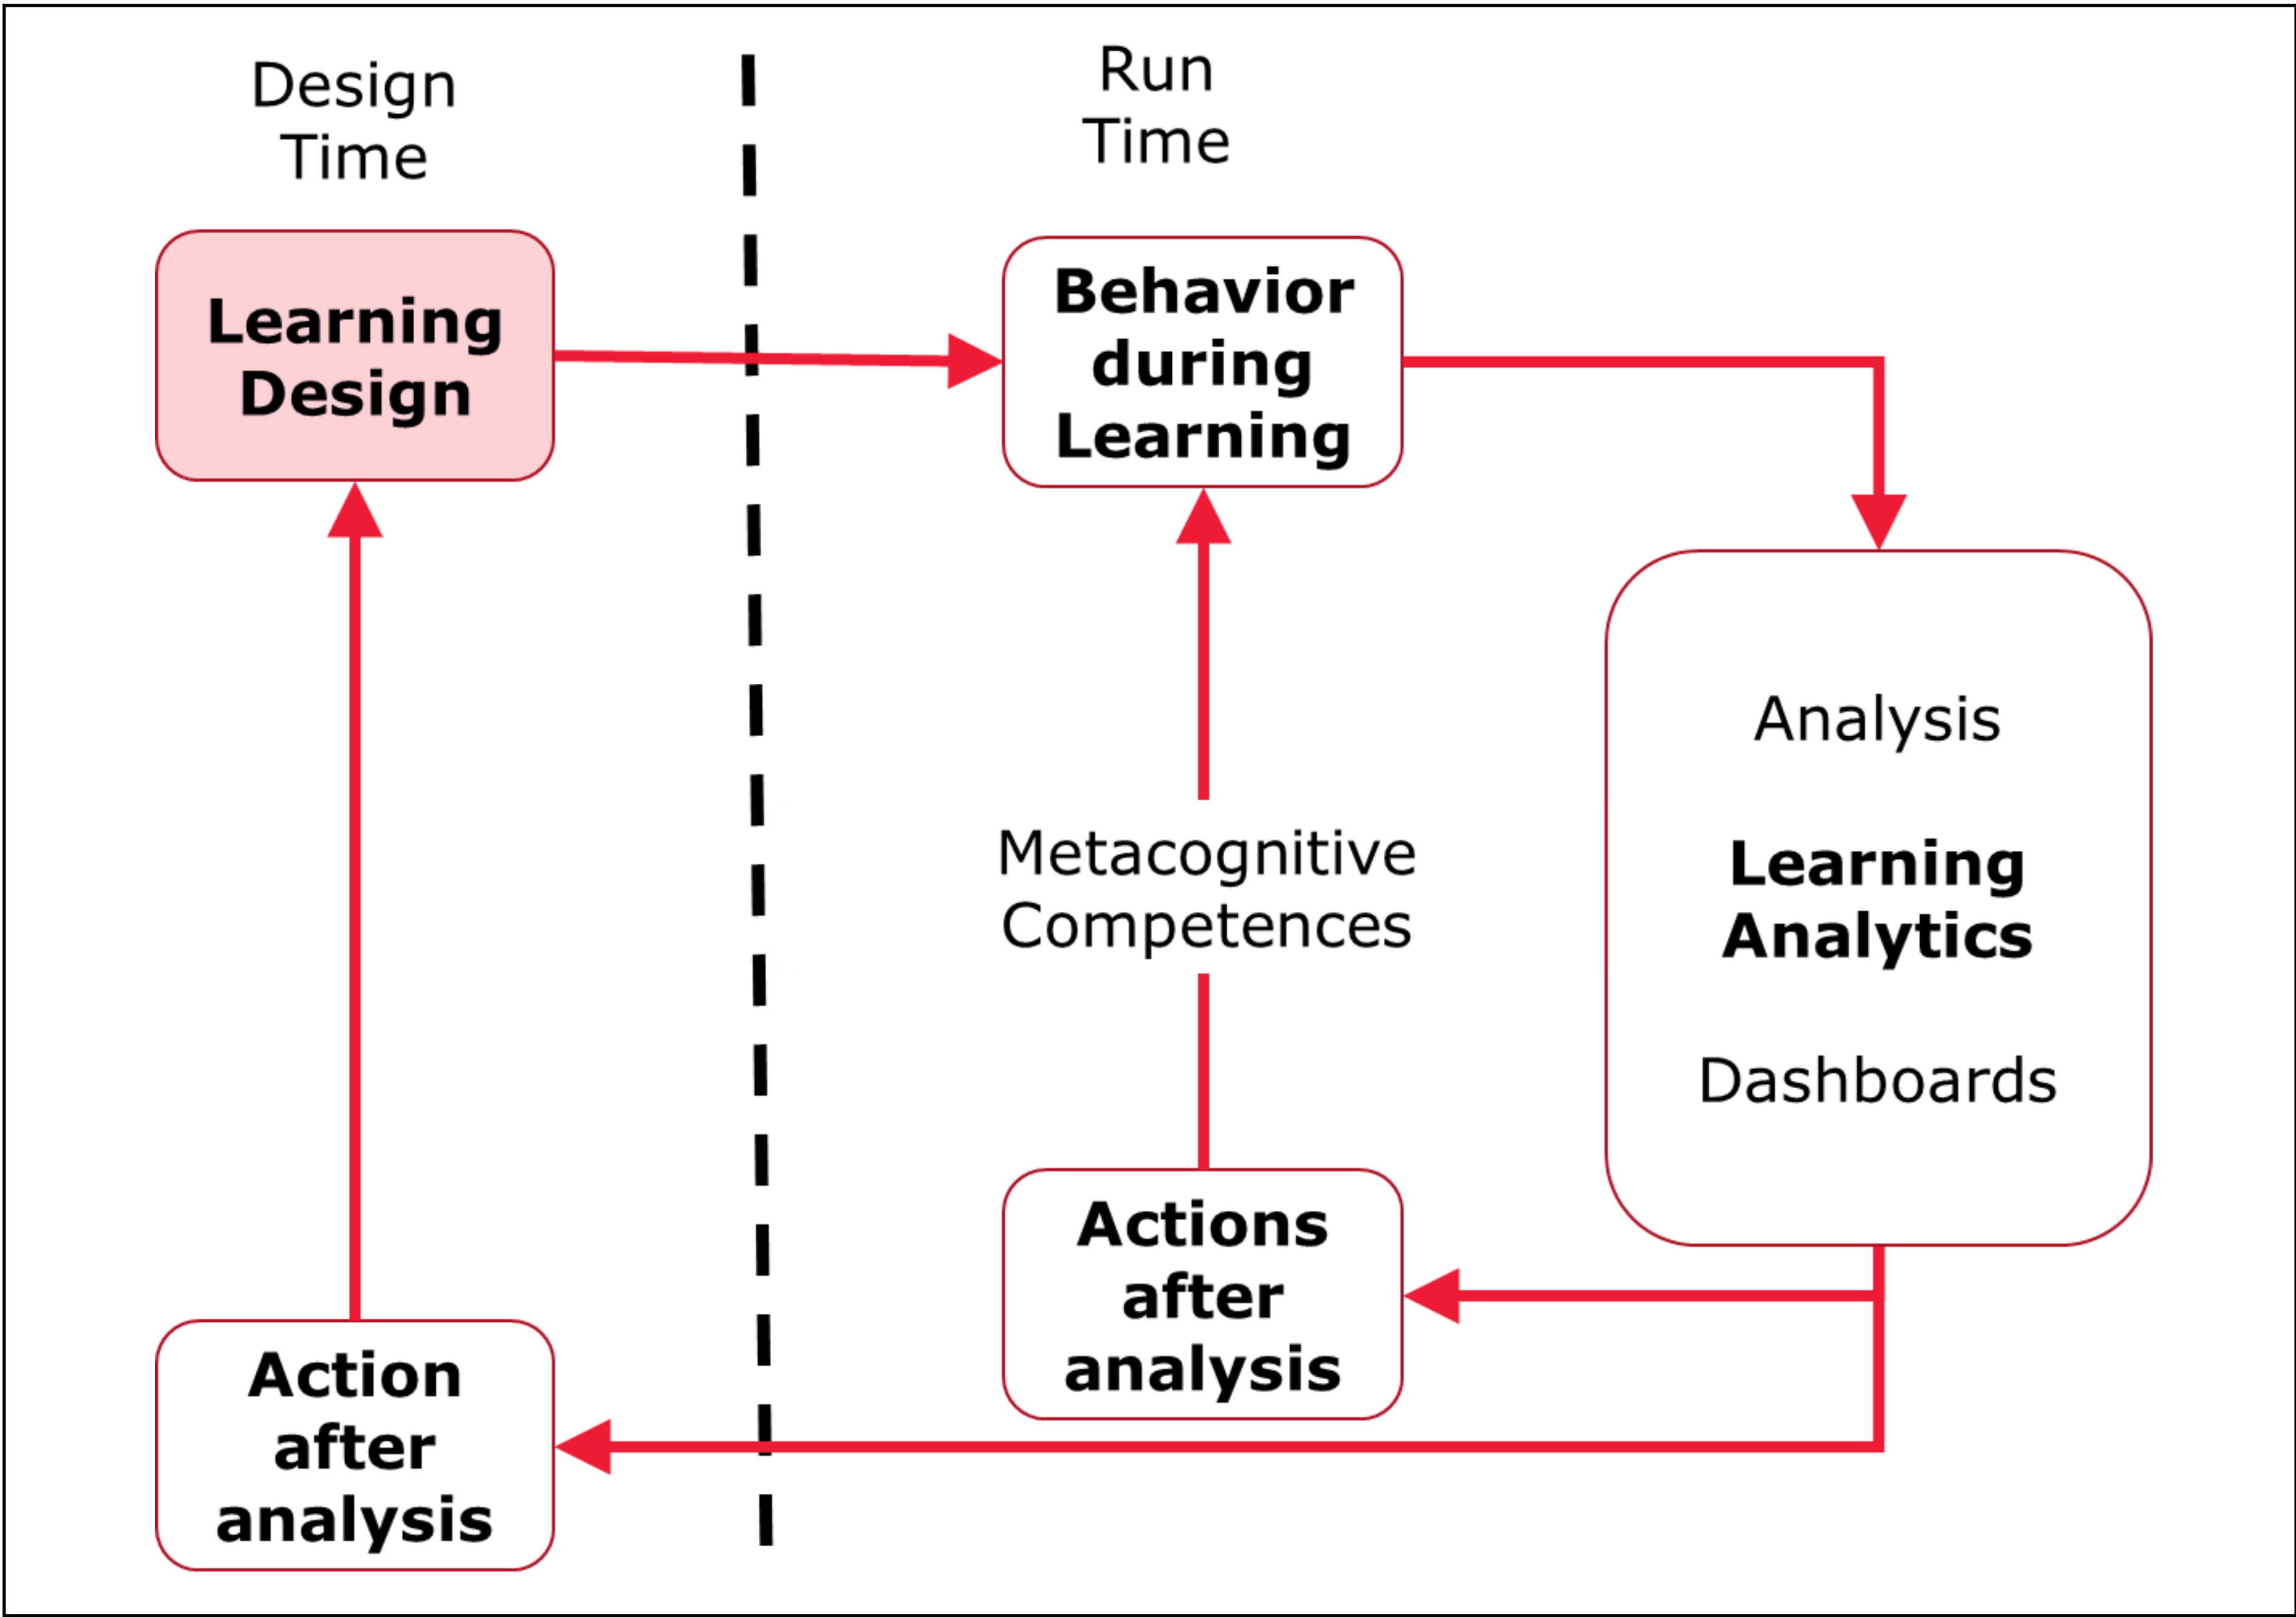 Design
Time
Run
Time
Learning
Design
Behavior
during
Learning
Analysis
Learning
Analytics
Dashboards
Metacognitive
Competences
Actions
after
analysis
Action
after
analysis